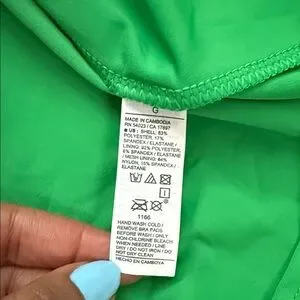 G
MADE IN CAMBODIA
RN 54023 / CA 17897
US: SHELL: 83%
POLYESTER, 17%
SPANDEX / ELASTANE /
LINING: 92% POLYESTER,
8% SPANDEX / ELASTANE
/ MESH LINING: 84%
NYLON, 16% SPANDEX /
ELASTANE
1166
HAND WASH COLD /
REMOVE BRA PADS
BEFORE WASH / ONLY
NON-CHLORINE BLEACH
WHEN NEEDED / LINE
DRY / DO NOT IRON / DO
NOT DRY CLEAN
HECHO EN CAMBOYA